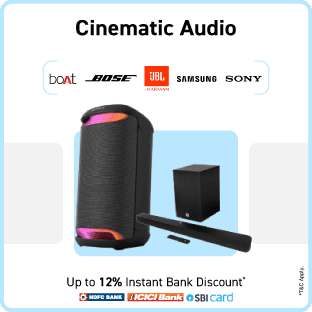 Cinematic Audio
boAt BOSE JBL SAMSUNG SONY
HARMAN
Up to 12% Instant Bank Discount*
HDFC BANK ICICI Bank SBI card
*T&C Apply.